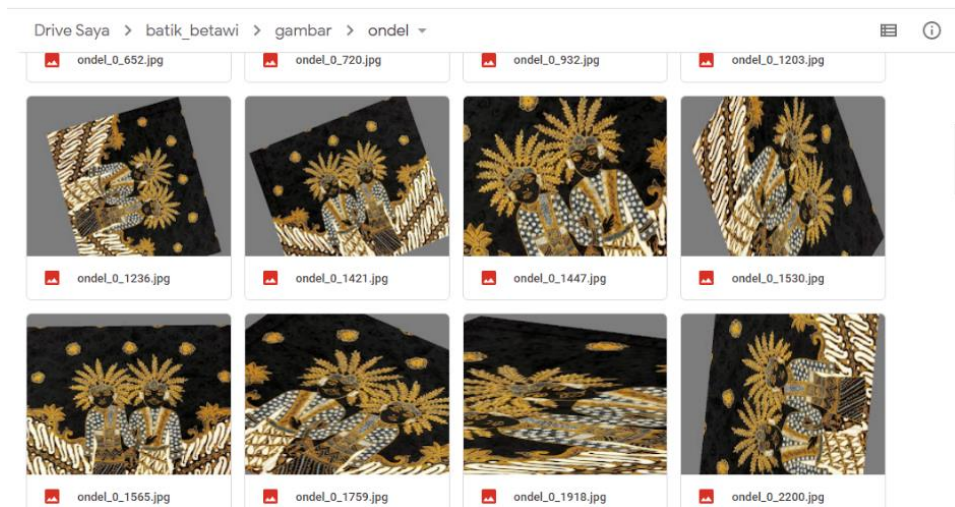 Drive Saya > batik_betawi > gambar > ondel
ondel_0_652.jpg ondel_0_720.jpg ondel_0_932.jpg ondel_0_1203.jpg
ondel_0_1236.jpg ondel_0_1421.jpg ondel_0_1447.jpg ondel_0_1530.jpg
ondel_0_1565.jpg ondel_0_1759.jpg ondel_0_1918.jpg ondel_0_2200.jpg